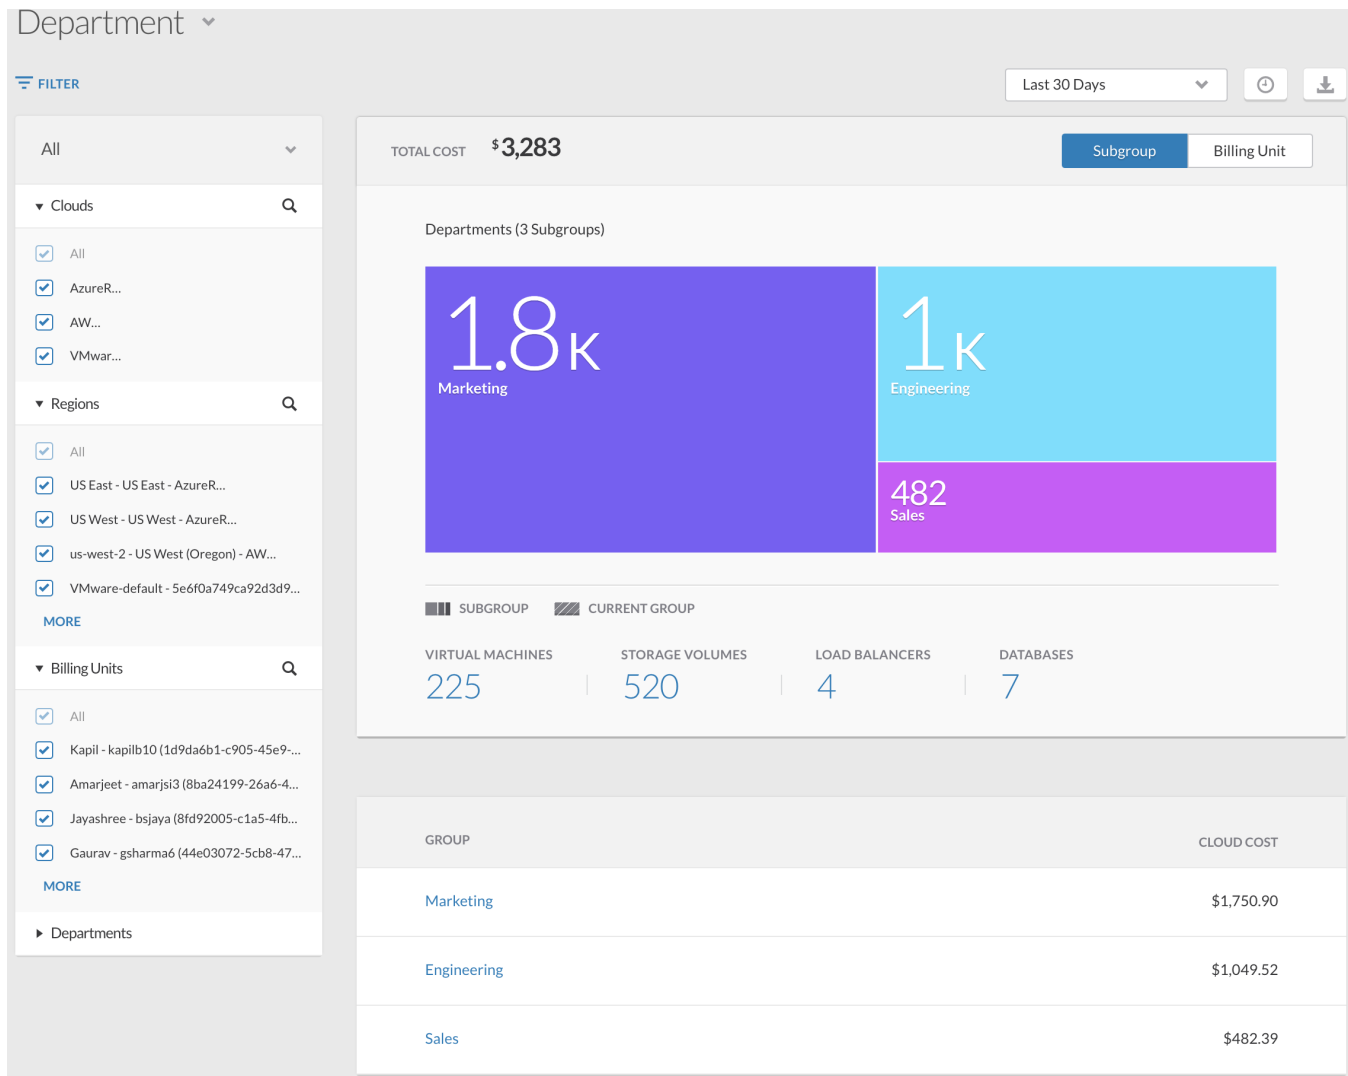 Department
FILTER
Last 30 Days
All
Clouds
All
AzureR...
AW...
VMwar...
Regions
All
US East - US East - AzureR...
US West - US West - AzureR...
us-west-2 - US West (Oregon) - AW...
VMware-default - 5e6f0a749ca92d3d9...
MORE
Billing Units
All
Kapil - kapilb10 (1d9da6b1-c905-45e9-...
Amarjeet - amarjsi3 (8ba24199-26a6-4...
Jayashree - bsjaya (8fd92005-c1a5-4fb...
Gaurav - gsharma6 (44e03072-5cb8-47...
MORE
Departments
TOTAL COST $3,283
Subgroup Billing Unit
Departments (3 Subgroups)
1.8K
Marketing
1K
Engineering
482
Sales
SUBGROUP CURRENT GROUP
VIRTUAL MACHINES STORAGE VOLUMES LOAD BALANCERS DATABASES
225 520 4 7
GROUP CLOUD COST
Marketing $1,750.90
Engineering $1,049.52
Sales $482.39